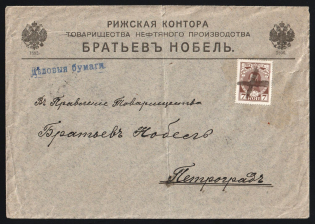 РИЖСКАЯ КОНТОРА
ТОВАРИЩЕСТВА НЕФТЯНОГО ПРОИЗВОДСТВА
БРАТЬЕВЪ НОБЕЛЬ.
Дѣловыя бумаги
Въ Правленіе Товарищества
Братьевъ Нобель
Петроградъ